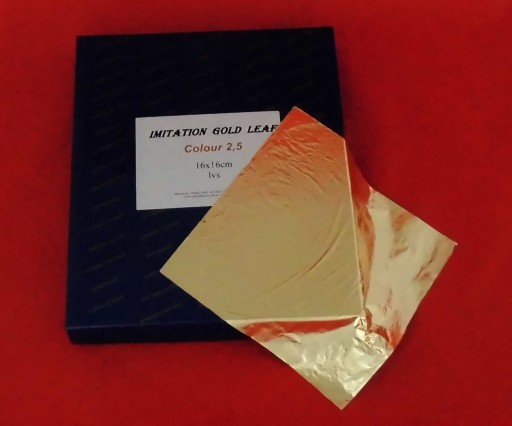 IMITATION GOLD LEAF
Colour 2,5
16x16cm
lvs